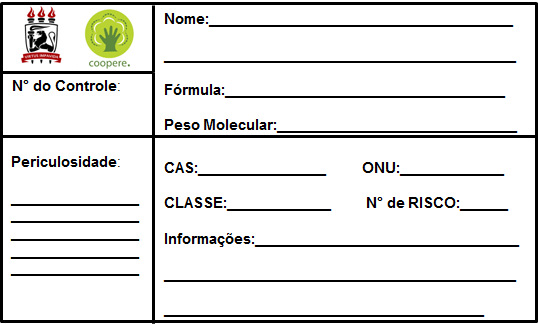 coopere.
Nome:
N° do Controle:
Fórmula:
Peso Molecular:
Periculosidade:
CAS: ONU:
CLASSE: N° de RISCO:
Informações: